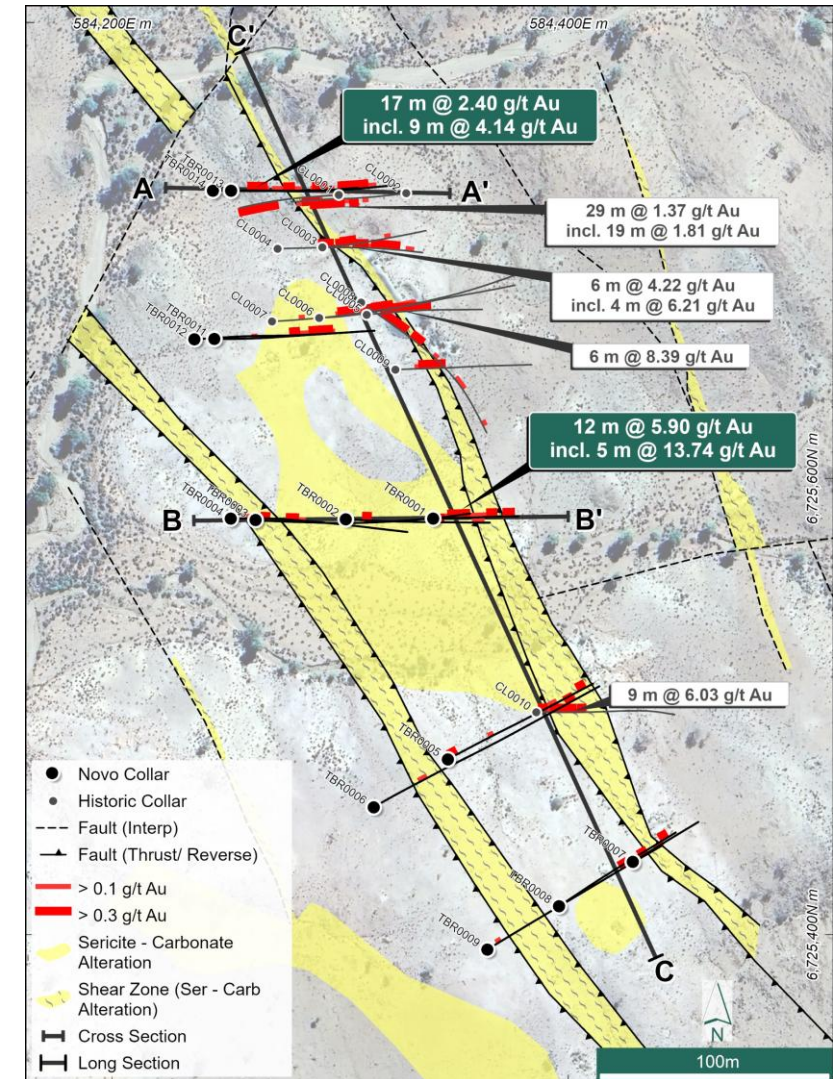 584,200E m
584,400E m
C'
17 m @ 2.40 g/t Au
incl. 9 m @ 4.14 g/t Au
A
TBR0014
TBR0013
CL0001
CL0002
A'
29 m @ 1.37 g/t Au
incl. 19 m @ 1.81 g/t Au
CL0004
CL0003
6 m @ 4.22 g/t Au
incl. 4 m @ 6.21 g/t Au
CL0007
CL0006
CL0005
TBR0012
TBR0011
6 m @ 8.39 g/t Au
CL0009
12 m @ 5.90 g/t Au
incl. 5 m @ 13.74 g/t Au
6,725,600N m
B
TBR0004
TBR0003
TBR0002
TBR0001
B'
CL0010
9 m @ 6.03 g/t Au
TBR0005
TBR0006
TBR0007
TBR0008
TBR0009
6,725,400N m
C
Novo Collar
Historic Collar
Fault (Interp)
Fault (Thrust/ Reverse)
> 0.1 g/t Au
> 0.3 g/t Au
Sericite - Carbonate
Alteration
Shear Zone (Ser - Carb
Alteration)
Cross Section
Long Section
N
100m